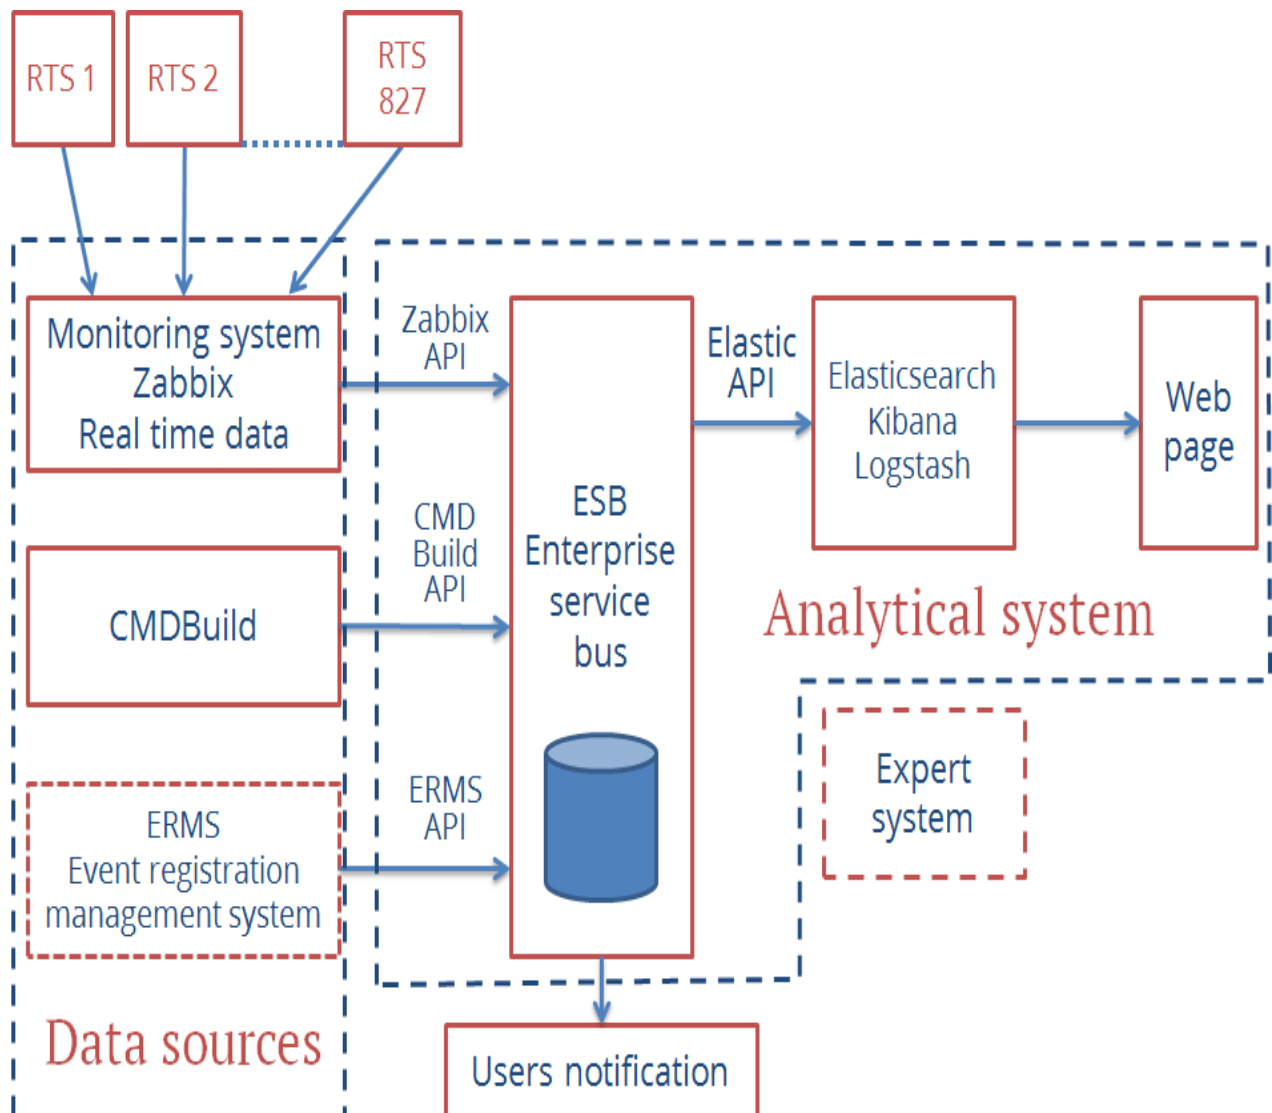 RTS 1
RTS 2
RTS
827
Monitoring system
Zabbix
Real time data
Zabbix
API
CMDBuild
CMD
Build
API
ERMS
Event registration
management system
ERMS
API
Data sources
ESB
Enterprise
service
bus
Elastic
API
Elasticsearch
Kibana
Logstash
Web
page
Analytical system
Expert
system
Users notification